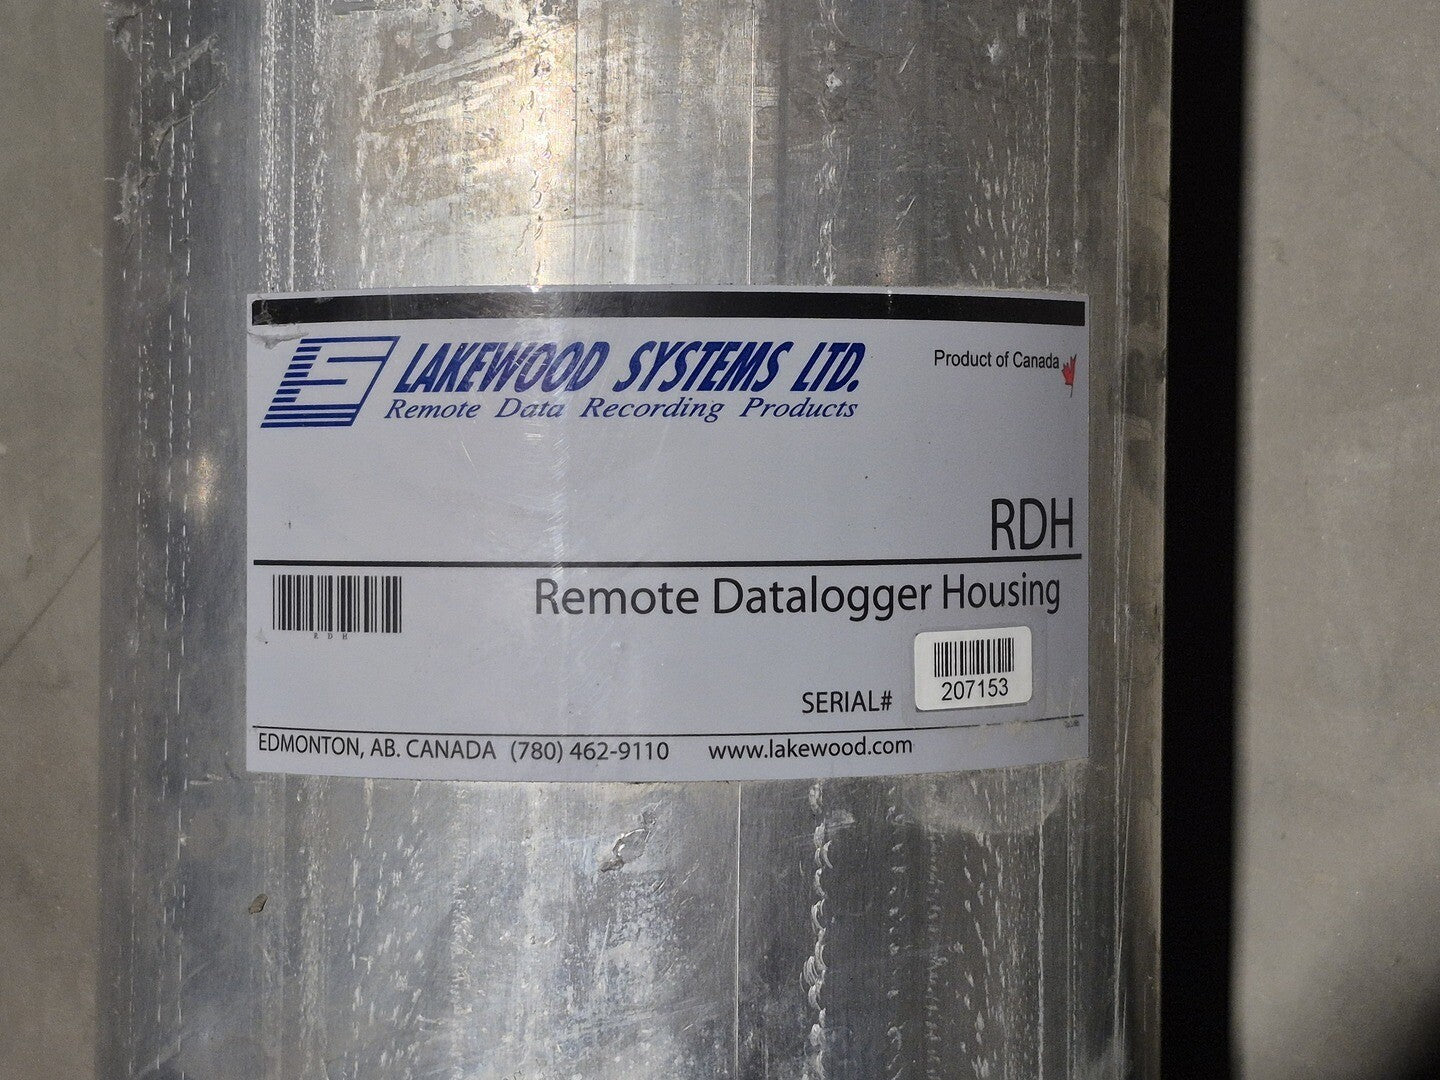 LAKEWOOD SYSTEMS LTD.
Remote Data Recording Products
Product of Canada
RDH
Remote Datalogger Housing
R D H
SERIAL#
207153
EDMONTON, AB. CANADA (780) 462-9110 www.lakewood.com